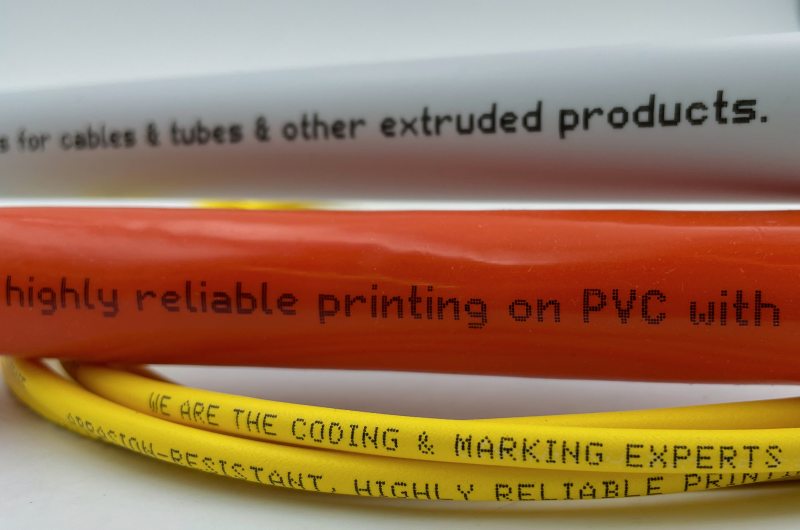 s for cables & tubes & other extruded products.
highly reliable printing on PVC with
WE ARE THE CODING & MARKING EXPERTS
ABRASION-RESISTANT, HIGHLY RELIABLE PRINTI